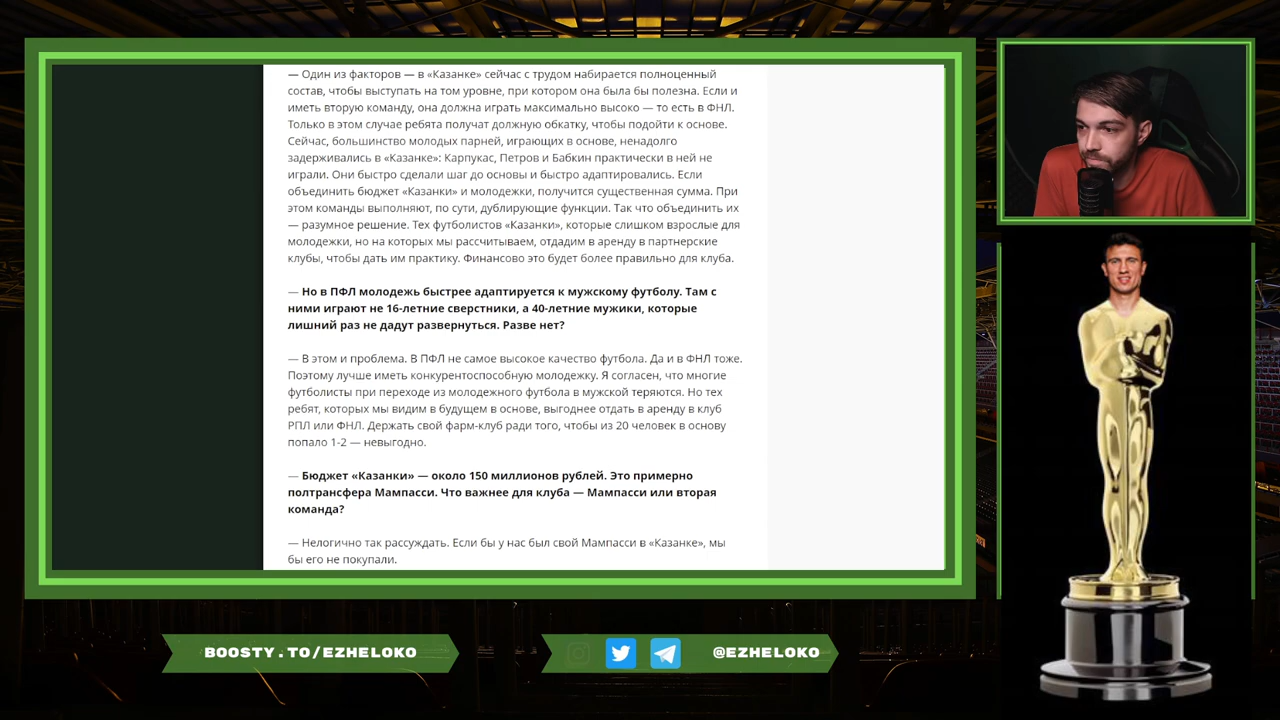 — Один из факторов — в «Казанке» сейчас с трудом набирается полноценный
состав, чтобы выступать на том уровне, при котором она была бы полезна. Если и
иметь вторую команду, она должна играть максимально высоко — то есть в ФНЛ.
Только в этом случае ребята получат должную обкатку, чтобы подойти к основе.
Сейчас, большинство молодых парней, играющих в основе, ненадолго
задерживались в «Казанке»: Карпукас, Петров и Бабкин практически в ней не
играли. Они быстро сделали шаг до основы и быстро адаптировались. Если
объединить бюджет «Казанки» и молодежки, получится существенная сумма. При
этом команды выполняют, по сути, дублирующие функции. Так что объединить их
— разумное решение. Тех футболистов «Казанки», которые слишком взрослые для
молодежки, но на которых мы рассчитываем, отдадим в аренду в партнерские
клубы, чтобы дать им практику. Финансово это будет более правильно для клуба.
— Но в ПФЛ молодежь быстрее адаптируется к мужскому футболу. Там с
ними играют не 16-летние сверстники, а 40-летние мужики, которые
лишний раз не дадут развернуться. Разве нет?
— В этом и проблема. В ПФЛ не самое высокое качество футбола. Да и в ФНЛ тоже.
Поэтому лучше иметь конкурентоспособную молодежку. Я согласен, что многие
футболисты при переходе из молодежного футбола в мужской теряются. Но тех
ребят, которых мы видим в будущем в основе, выгоднее отдать в аренду в клуб
РПЛ или ФНЛ. Держать свой фарм-клуб ради того, чтобы из 20 человек в основу
попало 1-2 — невыгодно.
— Бюджет «Казанки» — около 150 миллионов рублей. Это примерно
полтрансфера Мампасси. Что важнее для клуба — Мампасси или вторая
команда?
— Нелогично так рассуждать. Если бы у нас был свой Мампасси в «Казанке», мы
бы его не покупали.
BOOSTY.TO/EZHELOKO
@EZHELOKO